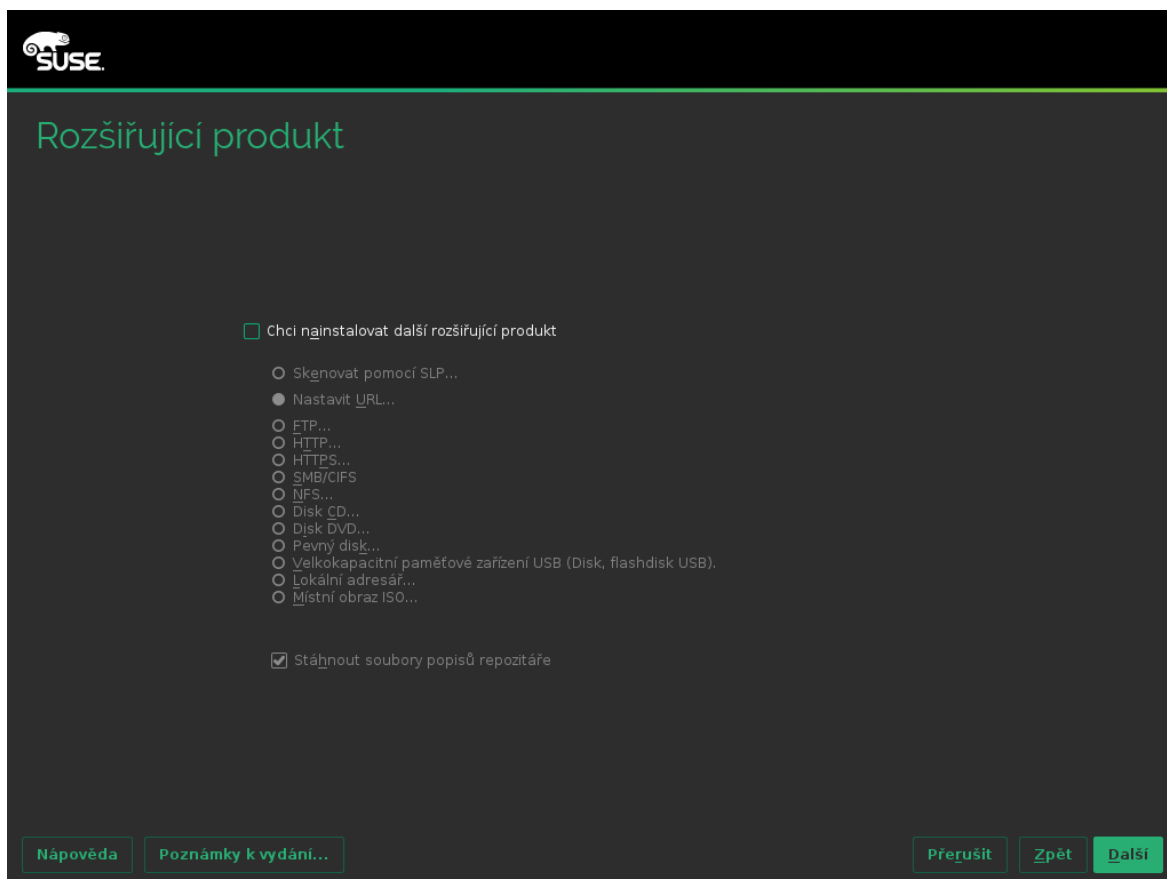 SUSE.
Rozšiřující produkt
Chci nainstalovat další rozšiřující produkt
Skenovat pomocí SLP...
Nastavit URL...
FTP...
HTTP...
HTTPS...
SMB/CIFS
NFS...
Disk CD...
Disk DVD...
Pevný disk...
Velkokapacitní paměťové zařízení USB (Disk, flashdisk USB).
Lokální adresář...
Místní obraz ISO...
Stáhnout soubory popisů repozitáře
Nápověda Poznámky k vydání... Přerušit Zpět Další